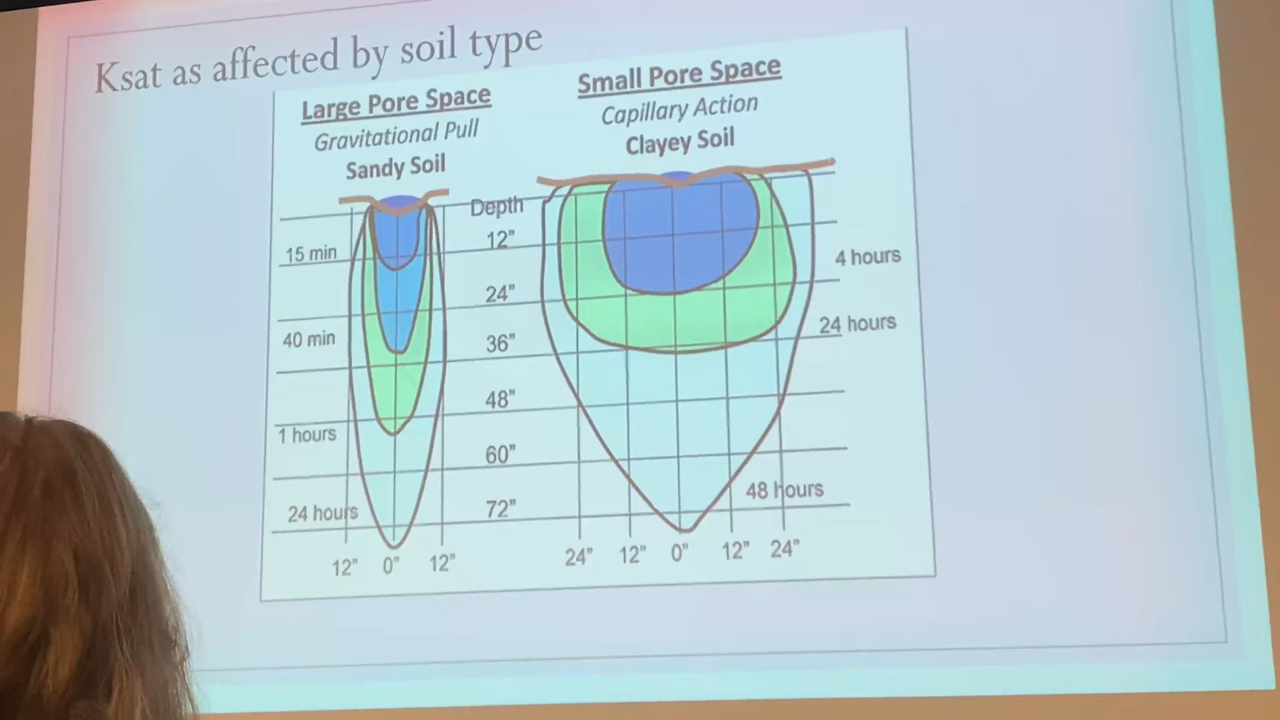 Ksat as affected by soil type
Large Pore Space
Gravitational Pull
Sandy Soil
Small Pore Space
Capillary Action
Clayey Soil
Depth
12"
24"
36"
48"
60"
72"
15 min
40 min
1 hours
24 hours
4 hours
24 hours
48 hours
12" 0" 12"
24" 12" 0" 12" 24"